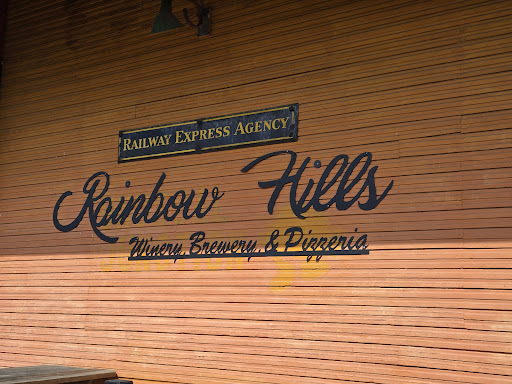 RAILWAY EXPRESS AGENCY
Rainbow Hills
Winery, Brewery, & Pizzeria